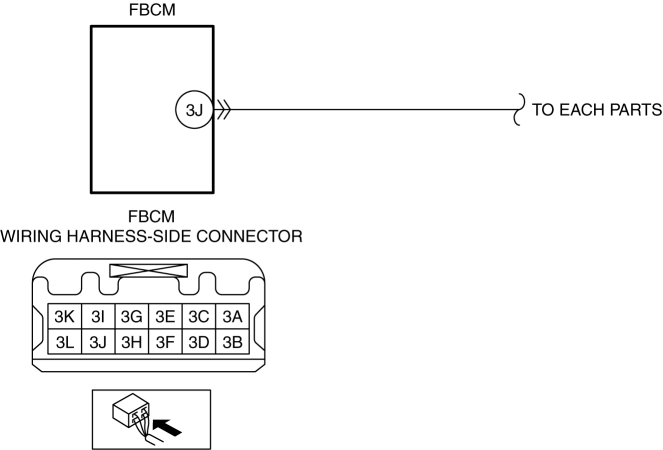 FBCM
3J
TO EACH PARTS
FBCM
WIRING HARNESS-SIDE CONNECTOR
3K 3I 3G 3E 3C 3A
3L 3J 3H 3F 3D 3B